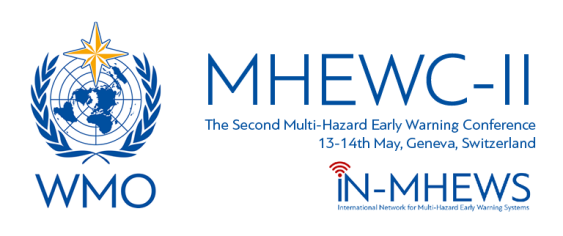 WMO
MHEWC-II
The Second Multi-Hazard Early Warning Conference
13-14th May, Geneva, Switzerland
iN-MHEWS
International Network for Multi-Hazard Early Warning Systems